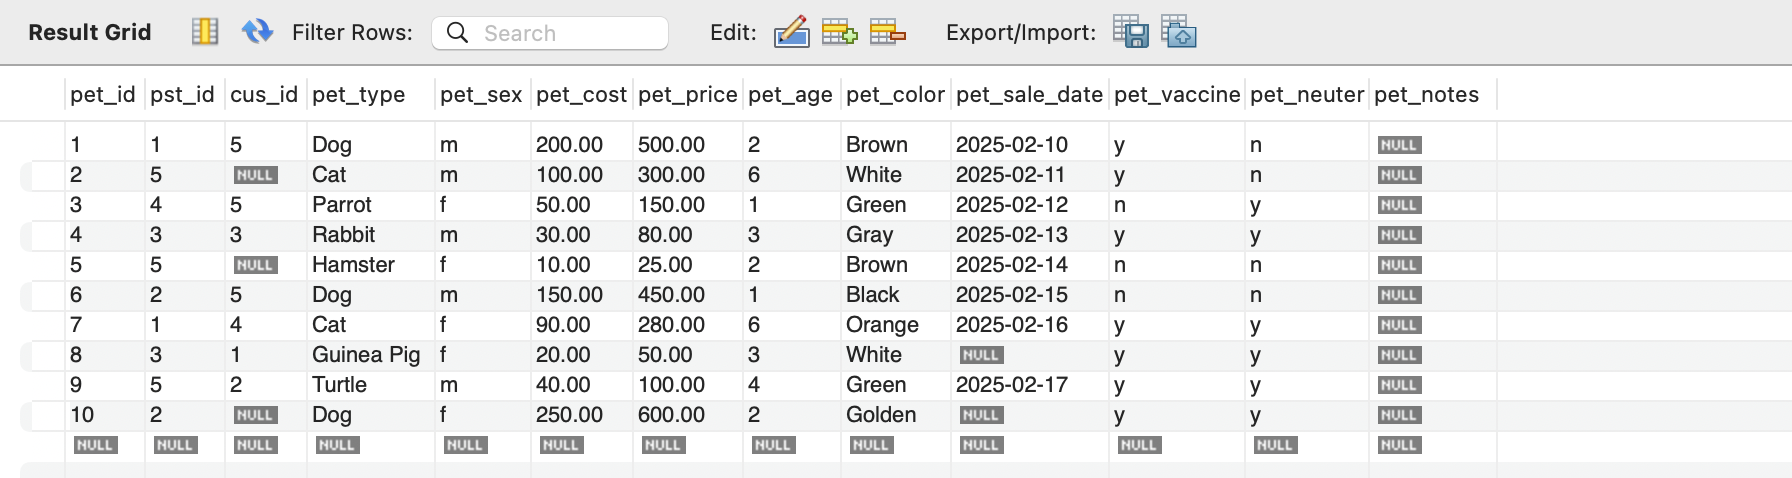 Result Grid Filter Rows: Search Edit: Export/Import:
pet_id pst_id cus_id pet_type pet_sex pet_cost pet_price pet_age pet_color pet_sale_date pet_vaccine pet_neuter pet_notes
1 1 5 Dog m 200.00 500.00 2 Brown 2025-02-10 y n NULL
2 5 NULL Cat m 100.00 300.00 6 White 2025-02-11 y n NULL
3 4 5 Parrot f 50.00 150.00 1 Green 2025-02-12 n y NULL
4 3 3 Rabbit m 30.00 80.00 3 Gray 2025-02-13 y y NULL
5 5 NULL Hamster f 10.00 25.00 2 Brown 2025-02-14 n n NULL
6 2 5 Dog m 150.00 450.00 1 Black 2025-02-15 n n NULL
7 1 4 Cat f 90.00 280.00 6 Orange 2025-02-16 y y NULL
8 3 1 Guinea Pig f 20.00 50.00 3 White NULL y y NULL
9 5 2 Turtle m 40.00 100.00 4 Green 2025-02-17 y y NULL
10 2 NULL Dog f 250.00 600.00 2 Golden NULL y y NULL
NULL NULL NULL NULL NULL NULL NULL NULL NULL NULL NULL NULL NULL